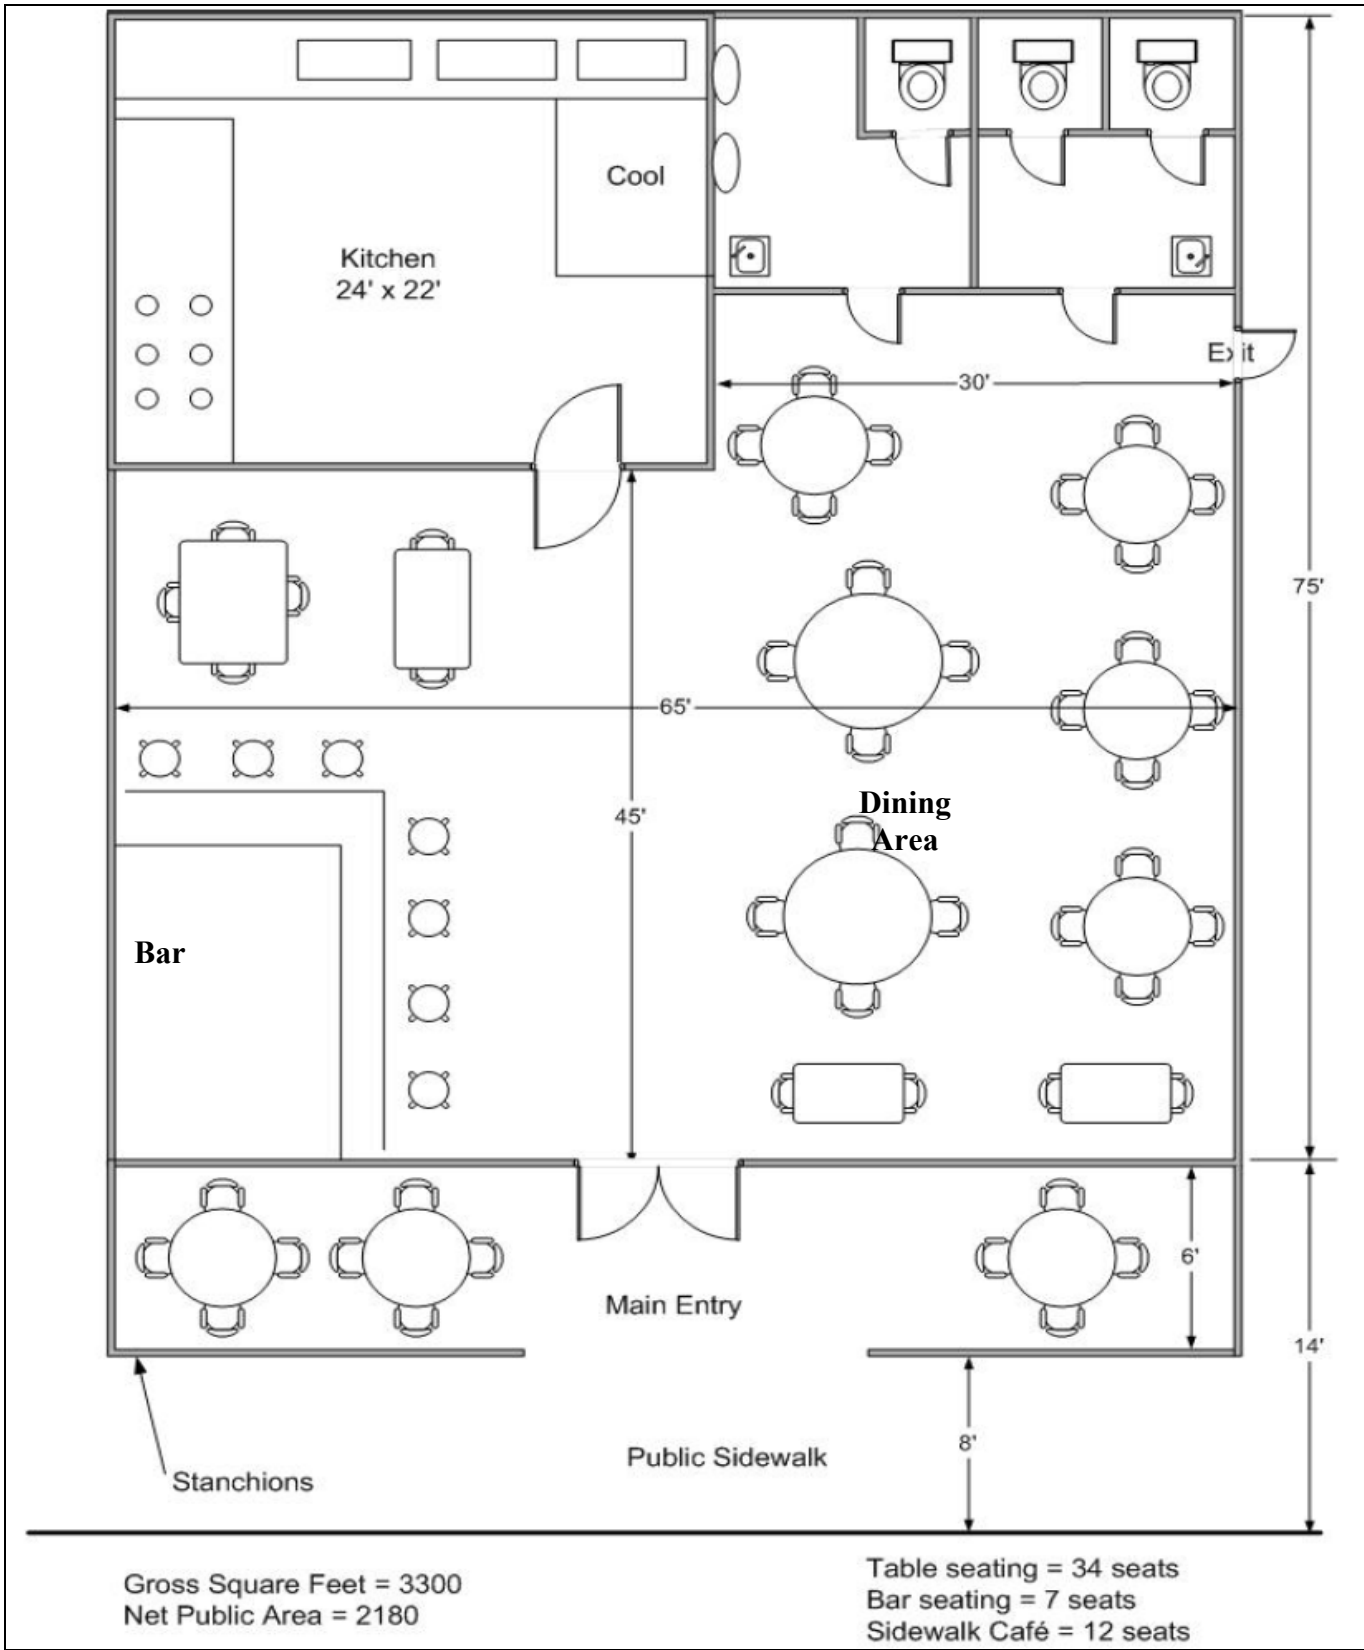 Cool
Kitchen
24' x 22'
Exit
30'
75'
65'
45'
Dining
Area
Bar
6'
Main Entry
14'
8'
Public Sidewalk
Stanchions
Gross Square Feet = 3300
Net Public Area = 2180
Table seating = 34 seats
Bar seating = 7 seats
Sidewalk Café = 12 seats